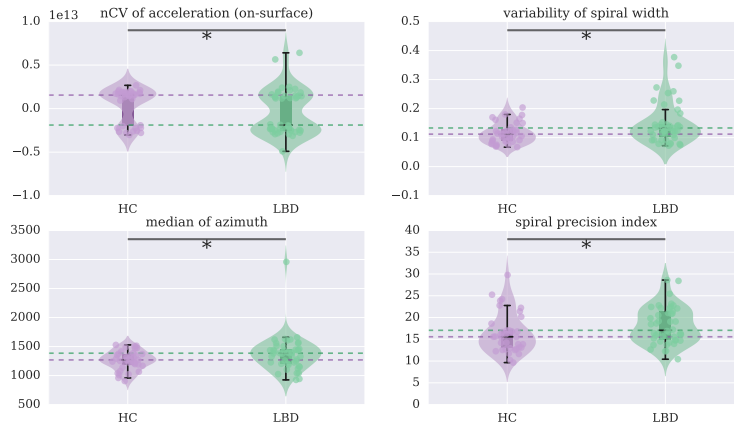 1e13
nCV of acceleration (on-surface)
1.0
0.5
0.0
−0.5
−1.0
*
HC
LBD
variability of spiral width
0.5
0.4
0.3
0.2
0.1
0.0
−0.1
*
HC
LBD
median of azimuth
3500
3000
2500
2000
1500
1000
500
*
HC
LBD
spiral precision index
40
35
30
25
20
15
10
5
0
*
HC
LBD